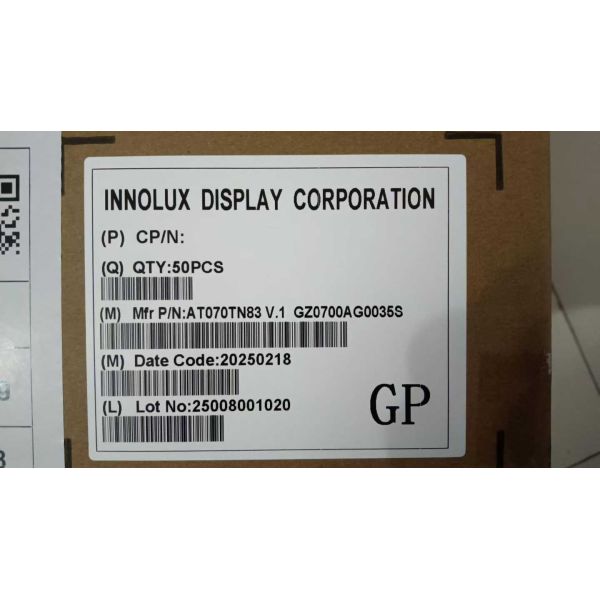 INNOLUX DISPLAY CORPORATION
(P) CP/N:
(Q) QTY:50PCS
(M) Mfr P/N:AT070TN83 V.1 GZ0700AG0035S
(M) Date Code:20250218
(L) Lot No:25008001020
GP